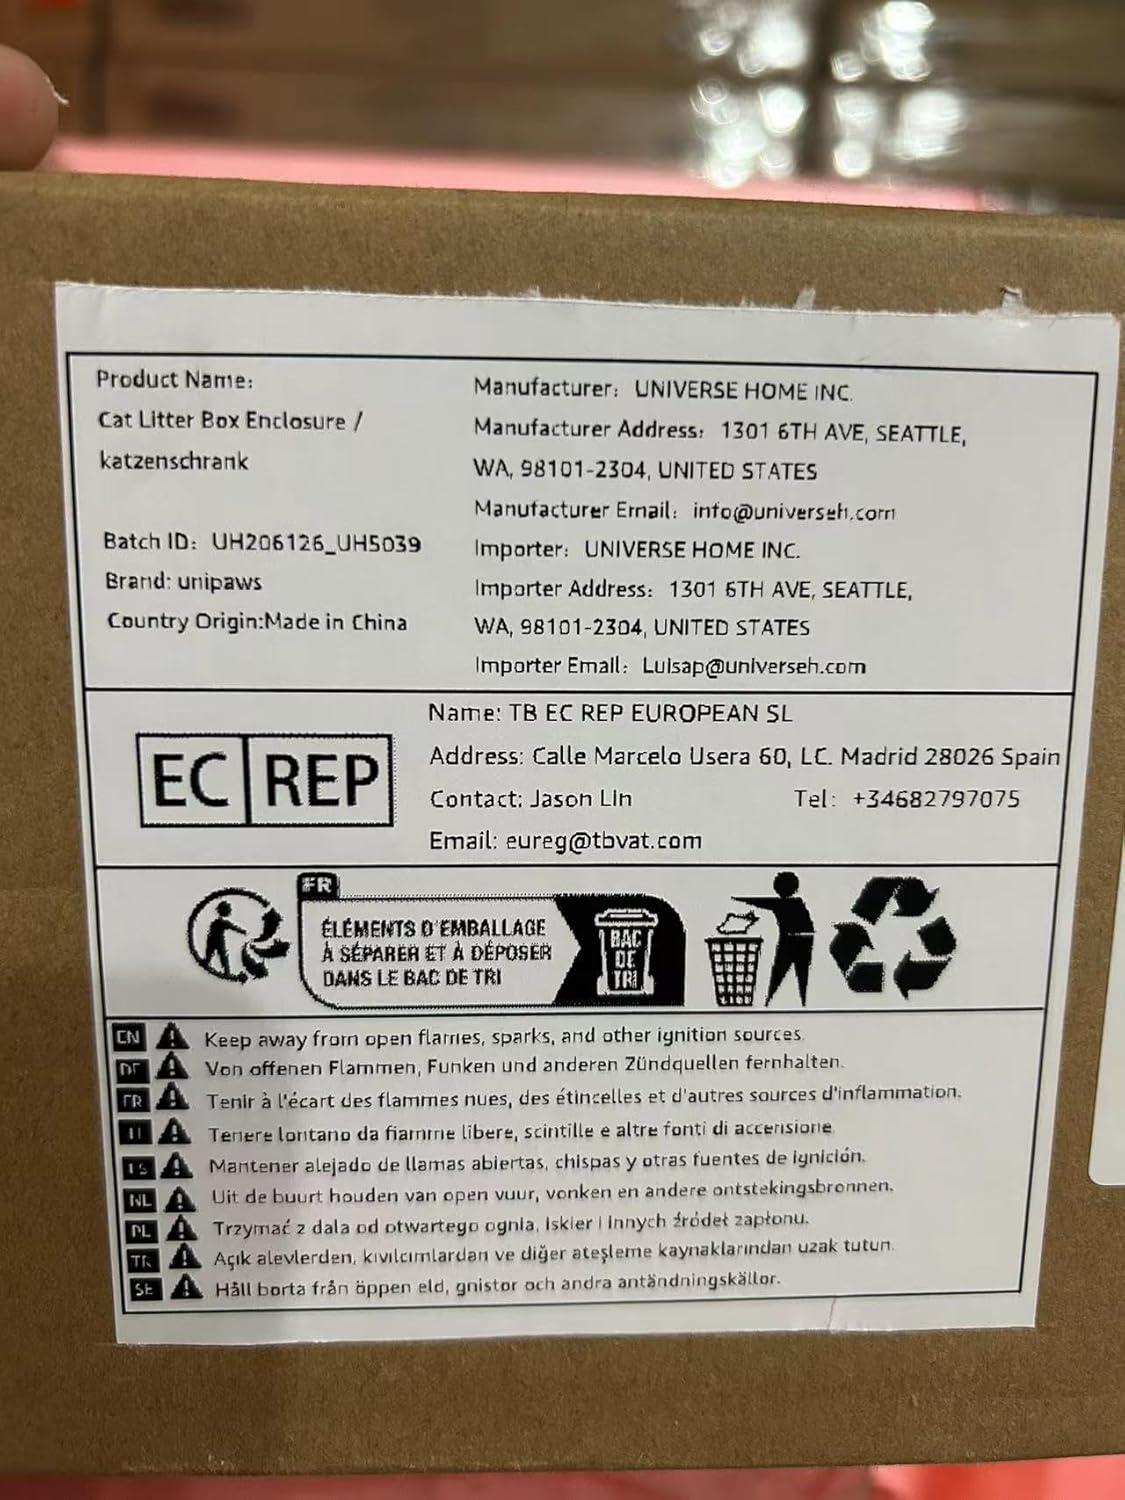 Product Name:
Cat Litter Box Enclosure /
katzenschrank
Batch ID: UH206126_UH5039
Brand: unipaws
Country Origin:Made in China
Manufacturer: UNIVERSE HOME INC.
Manufacturer Address: 1301 6TH AVE, SEATTLE,
WA, 98101-2304, UNITED STATES
Manufacturer Email: info@universeh.com
Importer: UNIVERSE HOME INC.
Importer Address: 1301 6TH AVE, SEATTLE,
WA, 98101-2304, UNITED STATES
Importer Email: Luisap@universeh.com
EC REP
Name: TB EC REP EUROPEAN SL
Address: Calle Marcelo Usera 60, LC. Madrid 28026 Spain
Contact: Jason Lin Tel: +34682797075
Email: eureg@tbvat.com
FR
ÉLÉMENTS D'EMBALLAGE
À SÉPARER ET À DÉPOSER
DANS LE BAC DE TRI
BAC
DE
TRI
EN Keep away from open flames, sparks, and other ignition sources.
DE Von offenen Flammen, Funken und anderen Zündquellen fernhalten.
FR Tenir à l'écart des flammes nues, des étincelles et d'autres sources d'inflammation.
IT Tenere lontano da fiamme libere, scintille e altre fonti di accensione.
ES Mantener alejado de llamas abiertas, chispas y otras fuentes de ignición.
NL Uit de buurt houden van open vuur, vonken en andere ontstekingsbronnen.
PL Trzymać z dala od otwartego ognia, iskier i innych źródeł zapłonu.
TR Açık alevlerden, kıvılcımlardan ve diğer ateşleme kaynaklarından uzak tutun.
SE Håll borta från öppen eld, gnistor och andra antändningskällor.